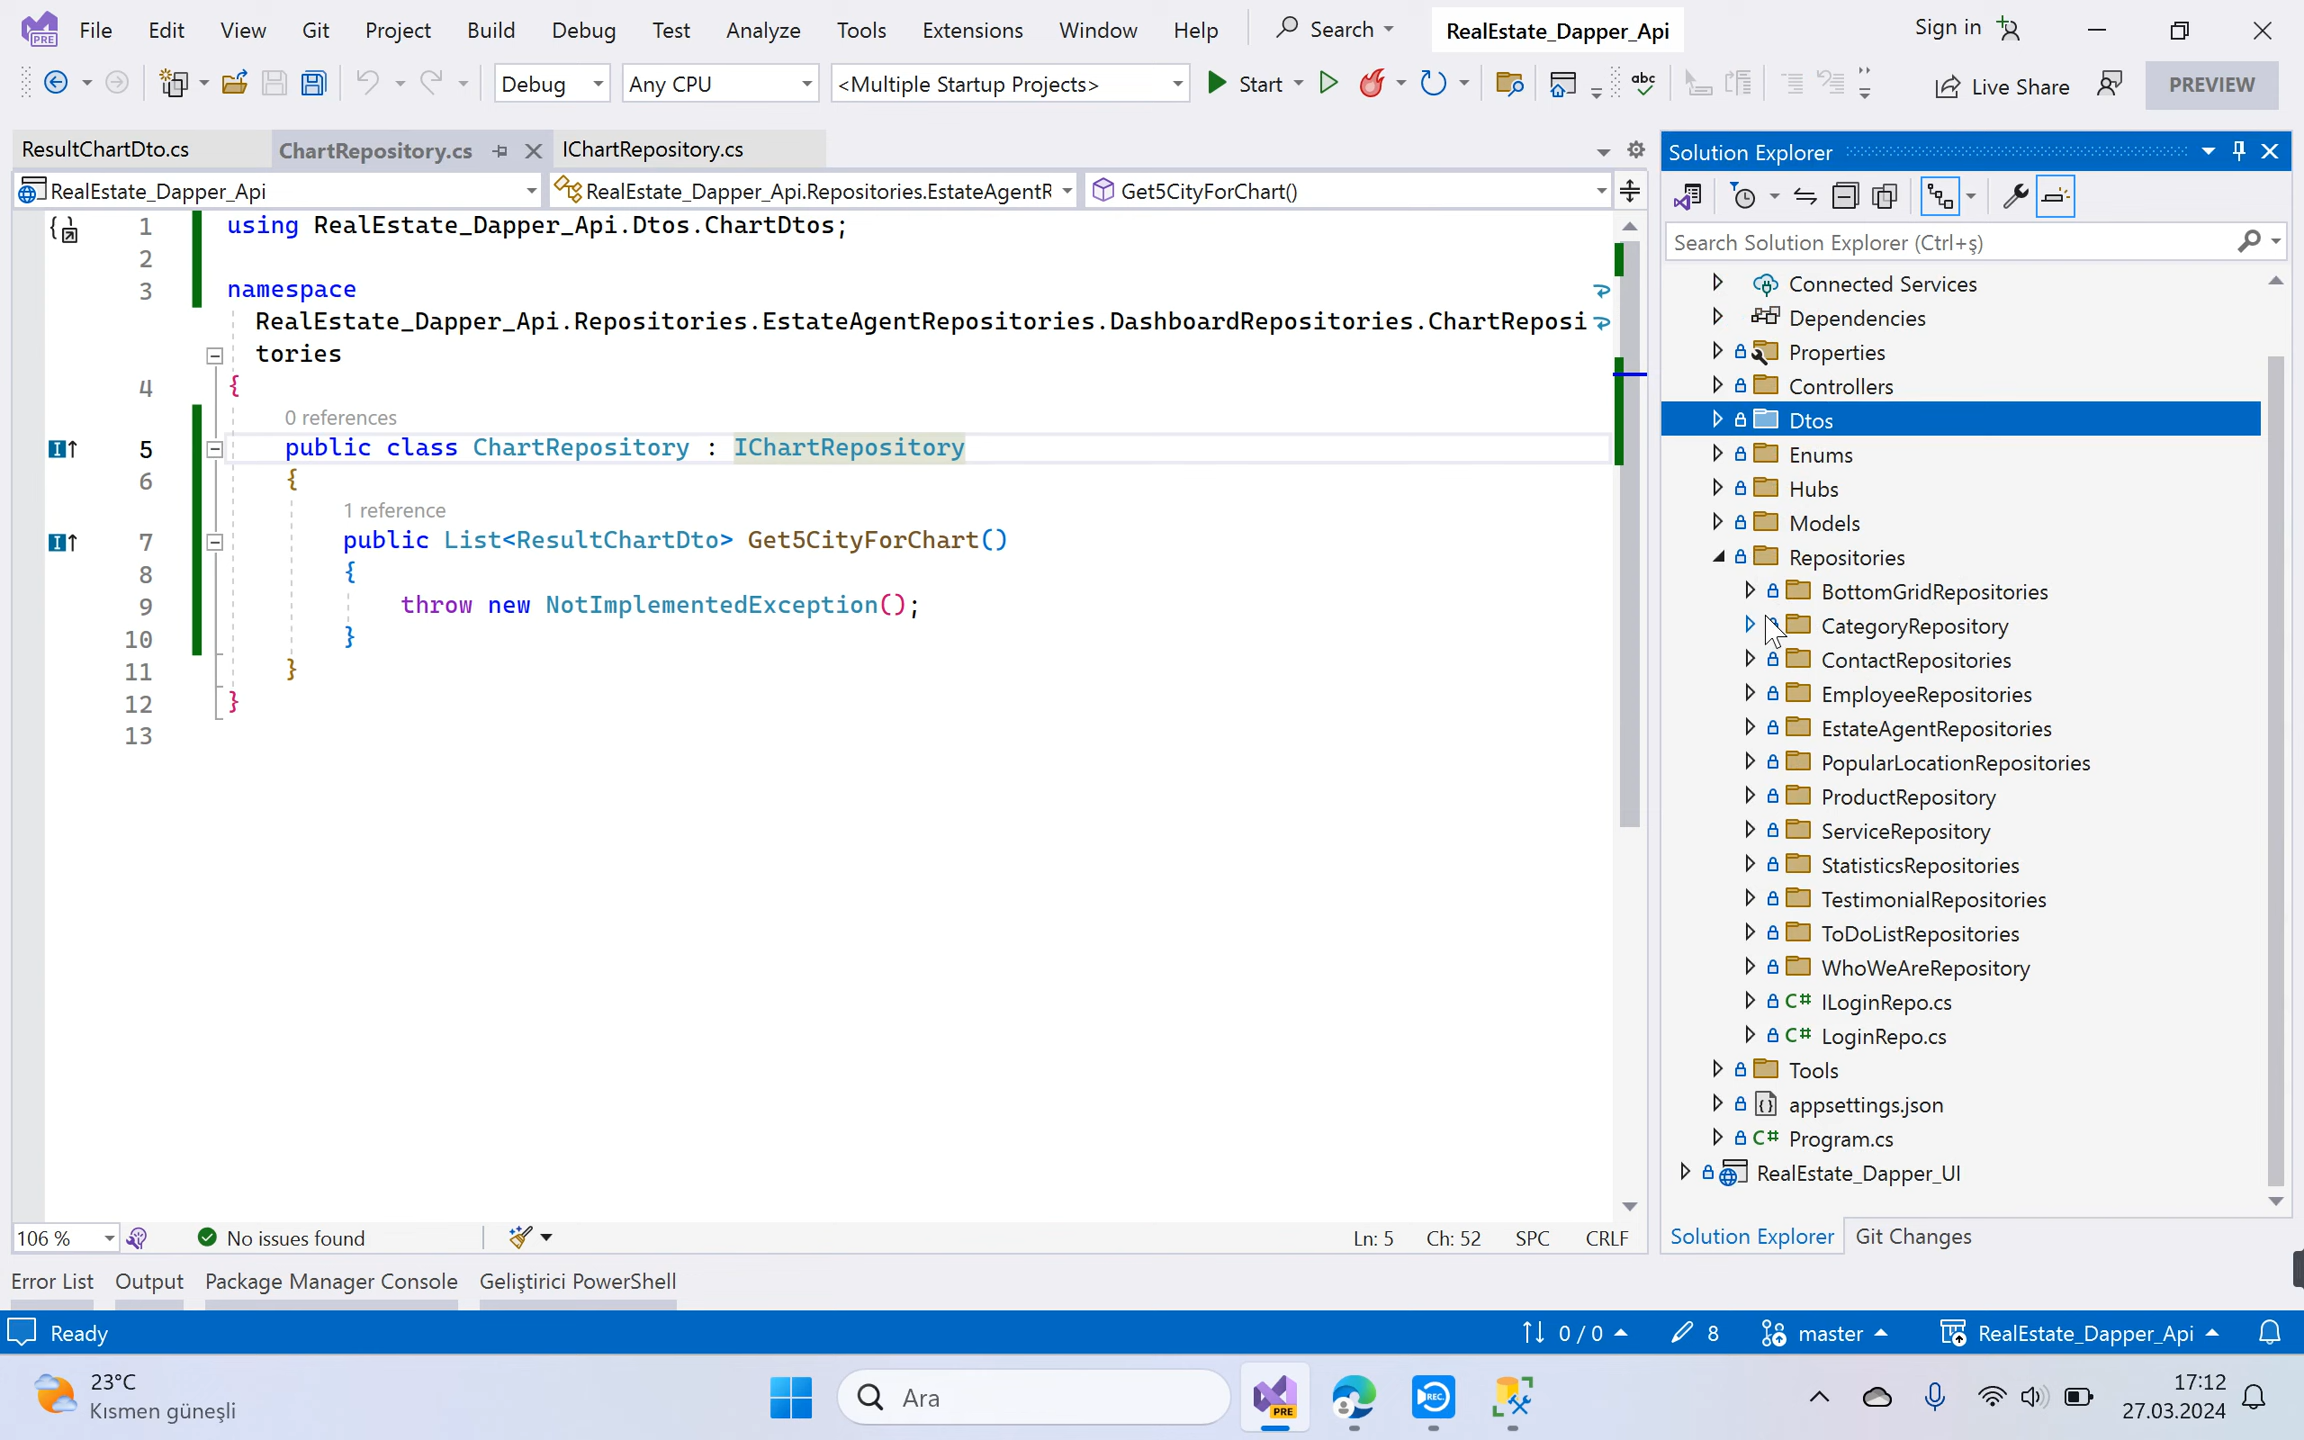 File Edit View Git Project Build Debug Test Analyze Tools Extensions Window Help Search RealEstate_Dapper_Api Sign in
PRE
Debug Any CPU <Multiple Startup Projects> Start abc Live Share PREVIEW
ResultChartDto.cs ChartRepository.cs IChartRepository.cs
RealEstate_Dapper_Api RealEstate_Dapper_Api.Repositories.EstateAgentR Get5CityForChart()
1 using RealEstate_Dapper_Api.Dtos.ChartDtos;
2
3 namespace
RealEstate_Dapper_Api.Repositories.EstateAgentRepositories.DashboardRepositories.ChartReposi
tories
4 {
0 references
5 public class ChartRepository : IChartRepository
6 {
1 reference
7 public List<ResultChartDto> Get5CityForChart()
8 {
9 throw new NotImplementedException();
10 }
11 }
12 }
13
106 % No issues found Ln: 5 Ch: 52 SPC CRLF
Solution Explorer
Search Solution Explorer (Ctrl+ş)
Connected Services
Dependencies
Properties
Controllers
Dtos
Enums
Hubs
Models
Repositories
BottomGridRepositories
CategoryRepository
ContactRepositories
EmployeeRepositories
EstateAgentRepositories
PopularLocationRepositories
ProductRepository
ServiceRepository
StatisticsRepositories
TestimonialRepositories
ToDoListRepositories
WhoWeAreRepository
C# ILoginRepo.cs
C# LoginRepo.cs
Tools
appsettings.json
C# Program.cs
RealEstate_Dapper_UI
Solution Explorer Git Changes
Error List Output Package Manager Console Geliştirici PowerShell
Ready 0 / 0 8 master RealEstate_Dapper_Api
23°C
Kısmen güneşli
Ara
PRE
REC
17:12
27.03.2024